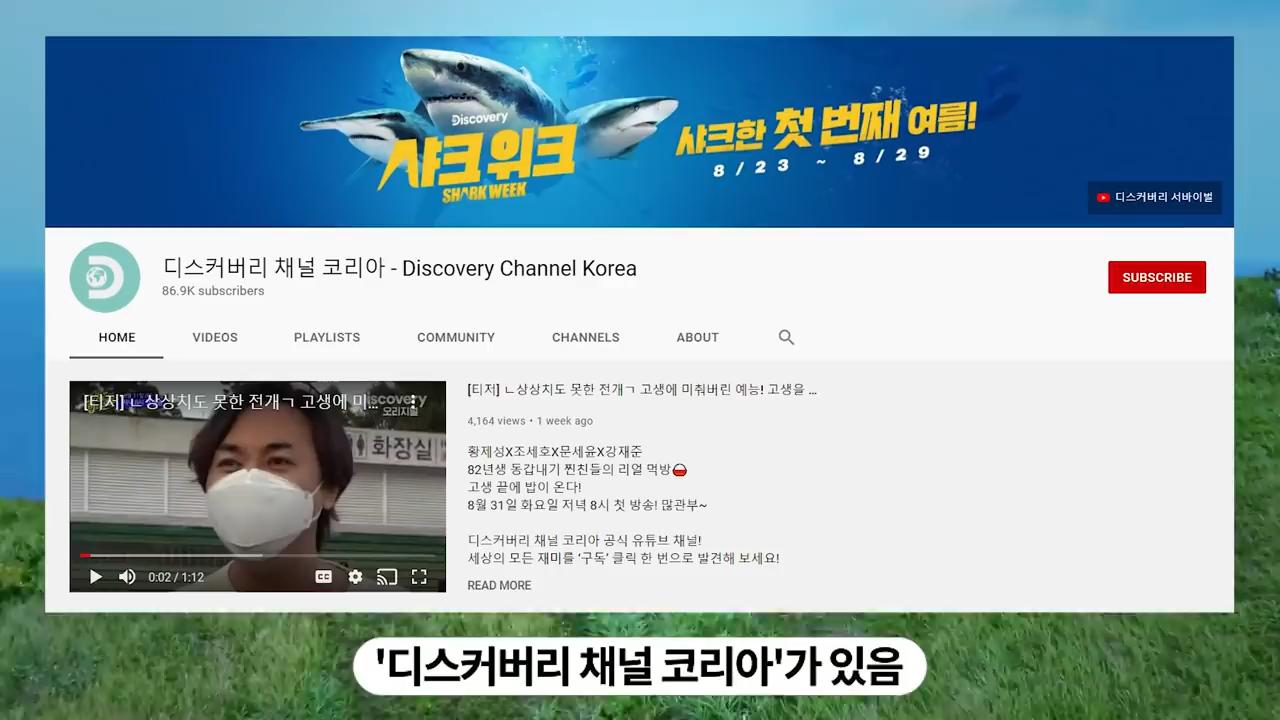 Discovery
샤크위크
SHARK WEEK
샤크한 첫 번째 여름!
8/23 ~ 8/29
디스커버리 서바이벌
디스커버리 채널 코리아 - Discovery Channel Korea
86.9K subscribers
SUBSCRIBE
HOME VIDEOS PLAYLISTS COMMUNITY CHANNELS ABOUT
[티저] ㄴ상상치도 못한 전개ㄱ 고생에 미...
오리지널
화장실
0:02 / 1:12
[티저] ㄴ상상치도 못한 전개ㄱ 고생에 미춰버린 예능! 고생을 ...
4,164 views • 1 week ago
황제성X조세호X문세윤X강재준
82년생 동갑내기 찐친들의 리얼 먹방🍚
고생 끝에 밥이 온다!
8월 31일 화요일 저녁 8시 첫 방송! 많관부~
디스커버리 채널 코리아 공식 유튜브 채널!
세상의 모든 재미를 '구독' 클릭 한 번으로 발견해 보세요!
READ MORE
'디스커버리 채널 코리아'가 있음